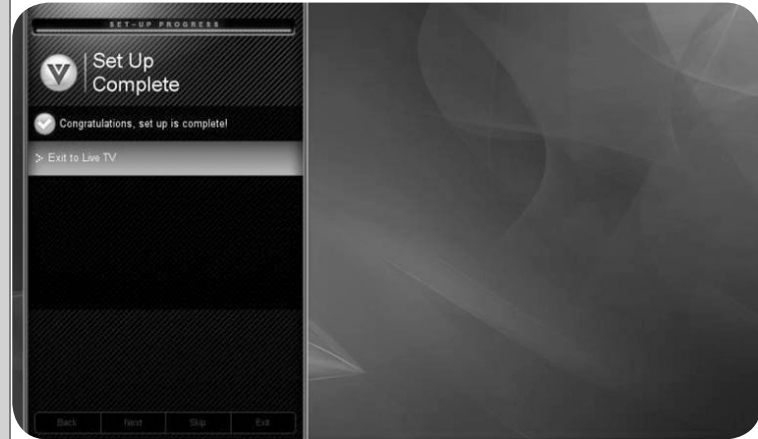 SET-UP PROGRESS
Set Up
Complete
Congratulations, set up is complete!
> Exit to Live TV
Back Next Skip Exit